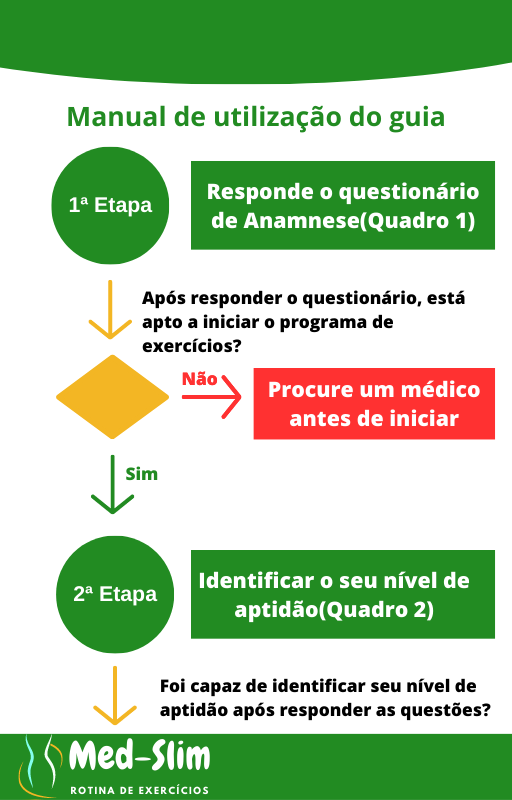 Manual de utilização do guia
1ª Etapa
Responde o questionário
de Anamnese(Quadro 1)
Após responder o questionário, está
apto a iniciar o programa de
exercícios?
Não
Procure um médico
antes de iniciar
Sim
2ª Etapa
Identificar o seu nível de
aptidão(Quadro 2)
Foi capaz de identificar seu nível de
aptidão após responder as questões?
Med-Slim
ROTINA DE EXERCÍCIOS